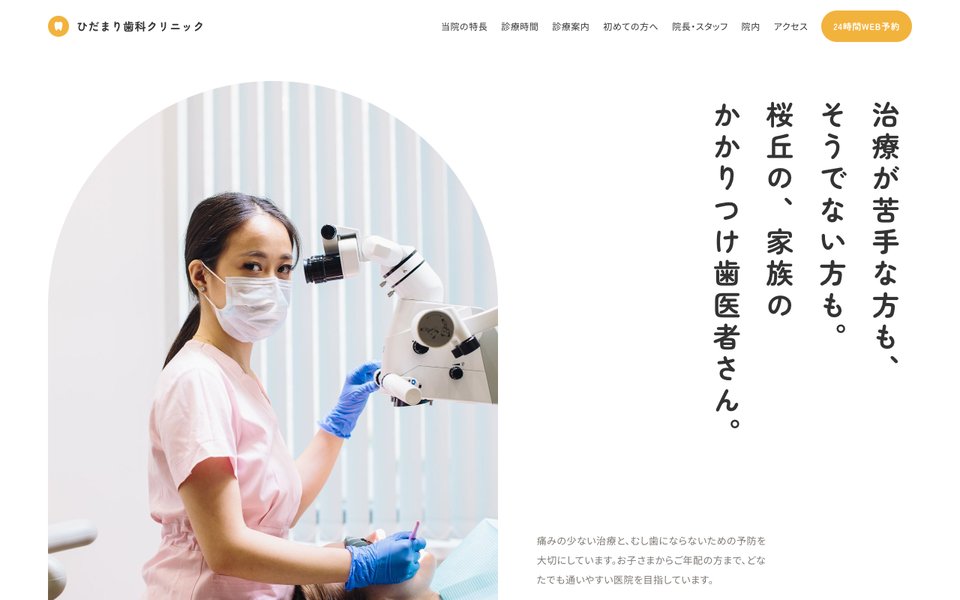 ひだまり歯科クリニック
当院の特長
診療時間
診療案内
初めての方へ
院長・スタッフ
院内
アクセス
24時間WEB予約
治療が苦手な方も、
そうでない方も。
桜丘の、家族の
かかりつけ歯医者さん。
痛みの少ない治療と、むし歯にならないための予防を
大切にしています。お子さまからご年配の方まで、どな
たでも通いやすい医院を目指しています。